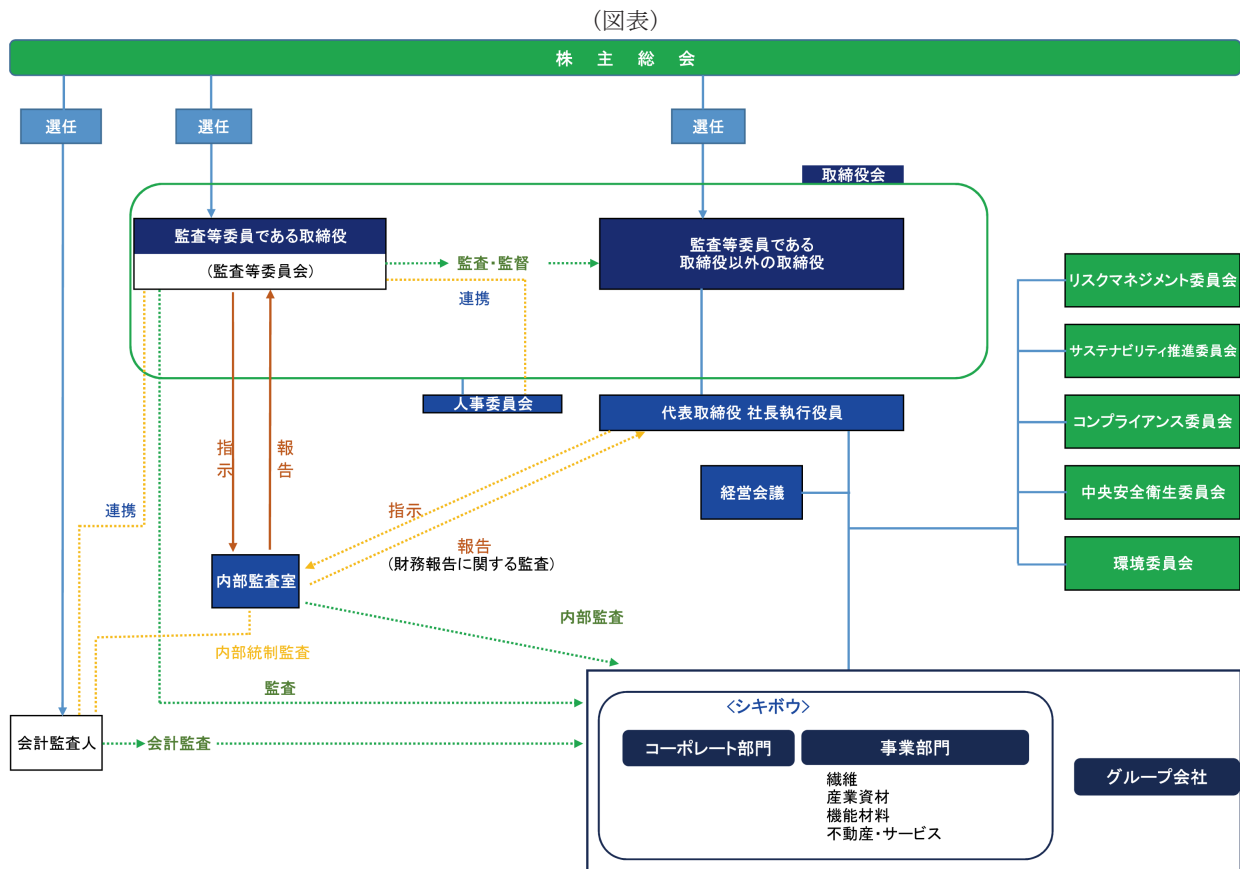 (図表)
株主総会
選任
選任
選任
取締役会
監査等委員である取締役
(監査等委員会)
監査・監督
連携
監査等委員である
取締役以外の取締役
リスクマネジメント委員会
サステナビリティ推進委員会
コンプライアンス委員会
中央安全衛生委員会
環境委員会
人事委員会
代表取締役 社長執行役員
経営会議
指示
報告
連携
指示
報告
(財務報告に関する監査)
内部監査室
内部監査
内部統制監査
監査
会計監査人
会計監査
<シキボウ>
コーポレート部門
事業部門
繊維
産業資材
機能材料
不動産・サービス
グループ会社